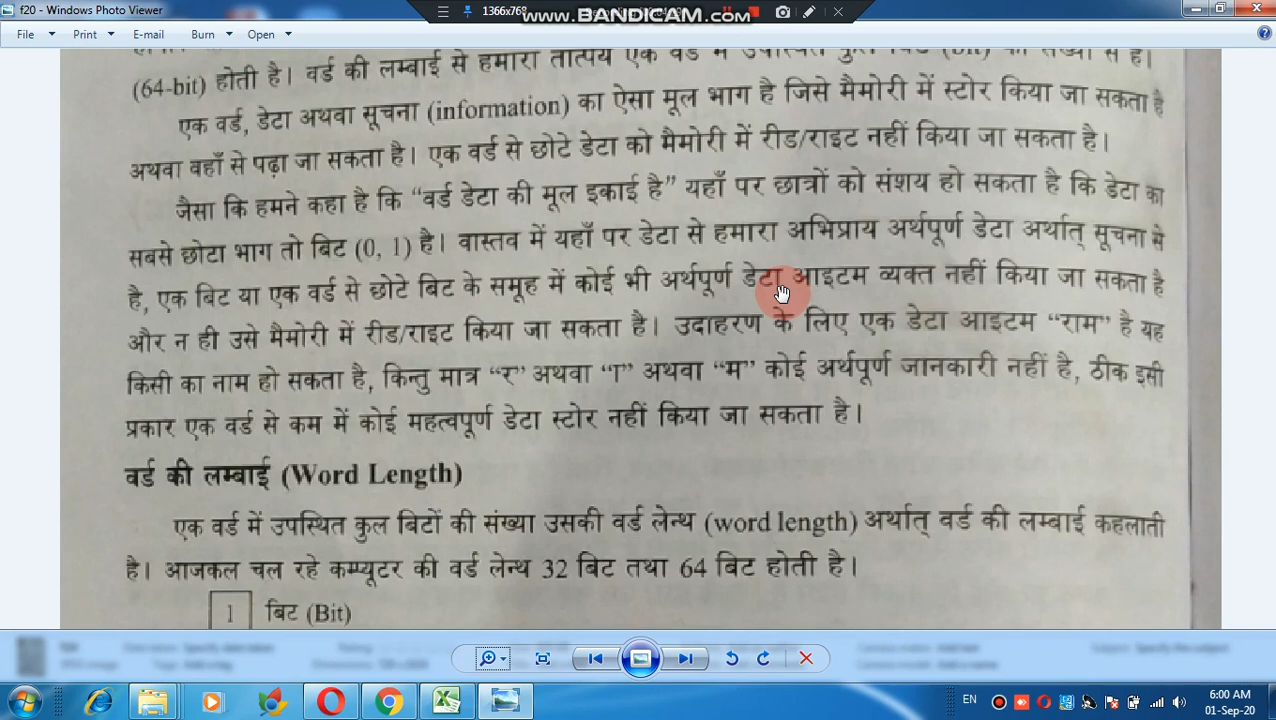 f20 - Windows Photo Viewer
1366x768
www.BANDICAM.com
File Print E-mail Burn Open
(64-bit) होती है। वर्ड की लम्बाई से हमारा तात्पर्य एक वर्ड में उपस्थित कुल बिट (bit) की संख्या से है।
एक वर्ड, डेटा अथवा सूचना (information) का ऐसा मूल भाग है जिसे मैमोरी में स्टोर किया जा सकता है
अथवा वहाँ से पढ़ा जा सकता है। एक वर्ड से छोटे डेटा को मैमोरी में रीड/राइट नहीं किया जा सकता है।
जैसा कि हमने कहा है कि “वर्ड डेटा की मूल इकाई है” यहाँ पर छात्रों को संशय हो सकता है कि डेटा का
सबसे छोटा भाग तो बिट (0, 1) है। वास्तव में यहाँ पर डेटा से हमारा अभिप्राय अर्थपूर्ण डेटा अर्थात् सूचना से
है, एक बिट या एक वर्ड से छोटे बिट के समूह में कोई भी अर्थपूर्ण डेटा आइटम व्यक्त नहीं किया जा सकता है
और न ही उसे मैमोरी में रीड/राइट किया जा सकता है। उदाहरण के लिए एक डेटा आइटम “राम” है यह
किसी का नाम हो सकता है, किन्तु मात्र “र” अथवा “ा” अथवा “म” कोई अर्थपूर्ण जानकारी नहीं है, ठीक इसी
प्रकार एक वर्ड से कम में कोई महत्वपूर्ण डेटा स्टोर नहीं किया जा सकता है।
वर्ड की लम्बाई (Word Length)
एक वर्ड में उपस्थित कुल बिटों की संख्या उसकी वर्ड लेन्थ (word length) अर्थात् वर्ड की लम्बाई कहलाती
है। आजकल चल रहे कम्प्यूटर की वर्ड लेन्थ 32 बिट तथा 64 बिट होती है।
1 बिट (Bit)
EN
6:00 AM
01-Sep-20